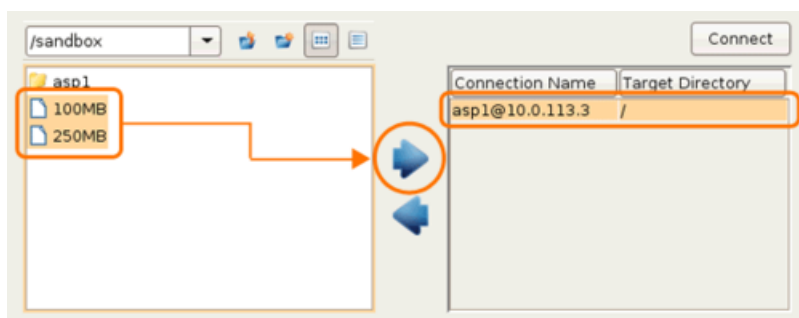 /sandbox
Connect
asp1
100MB
250MB
Connection Name Target Directory
asp1@10.0.113.3 /